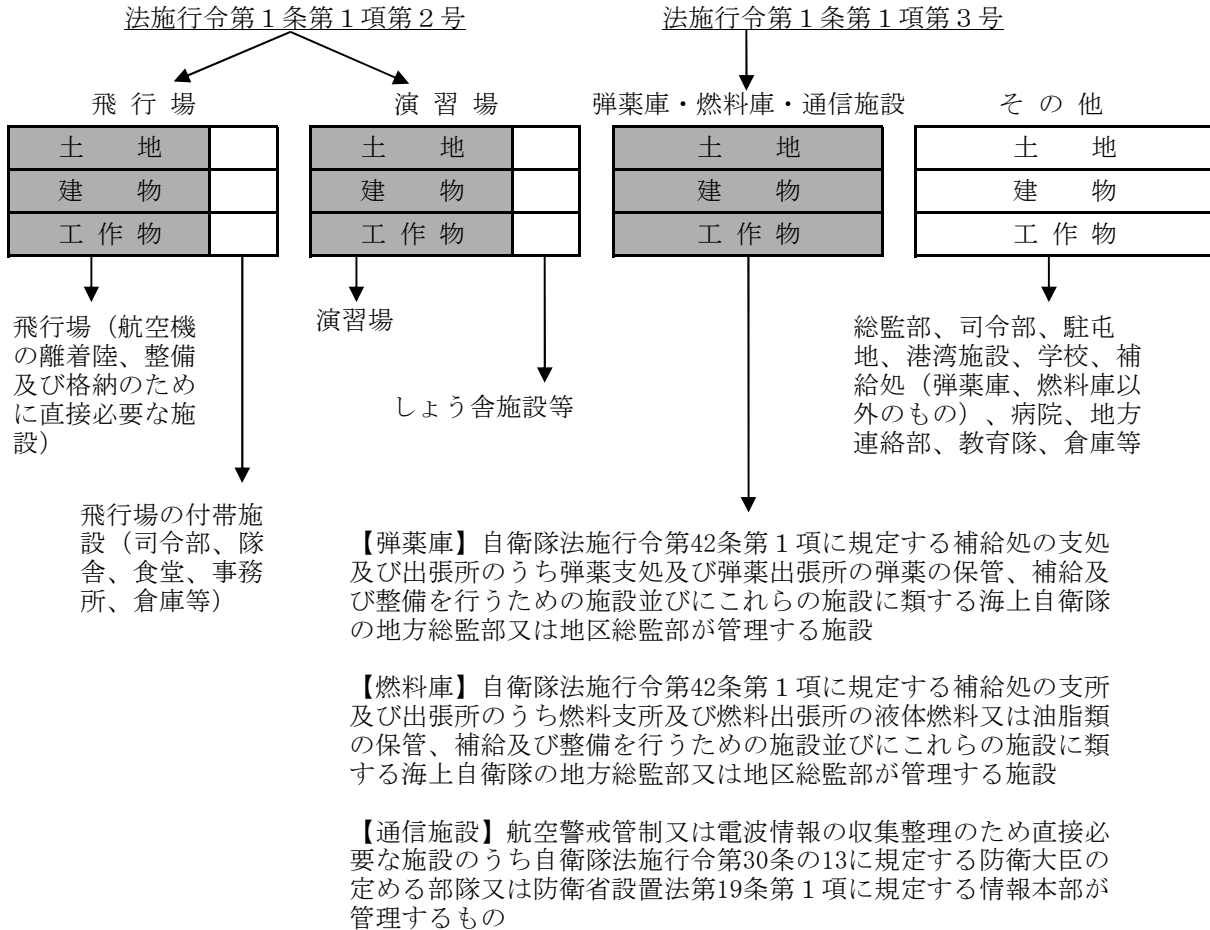 法施行令第１条第１項第２号
法施行令第１条第１項第３号
飛 行 場
演 習 場
弾薬庫・燃料庫・通信施設
そ の 他
土　地
建　物
工 作 物
土　地
建　物
工 作 物
土　地
建　物
工 作 物
土　地
建　物
工 作 物
飛行場（航空機
の離着陸、整備
及び格納のため
に直接必要な施
設）
飛行場の付帯施
設（司令部、隊
舎、食堂、事務
所、倉庫等）
演習場
しょう舎施設等
総監部、司令部、駐屯
地、港湾施設、学校、補
給処（弾薬庫、燃料庫以
外のもの）、病院、地方
連絡部、教育隊、倉庫等
【弾薬庫】自衛隊法施行令第42条第１項に規定する補給処の支処
及び出張所のうち弾薬支処及び弾薬出張所の弾薬の保管、補給及
び整備を行うための施設並びにこれらの施設に類する海上自衛隊
の地方総監部又は地区総監部が管理する施設
【燃料庫】自衛隊法施行令第42条第１項に規定する補給処の支所
及び出張所のうち燃料支所及び燃料出張所の液体燃料又は油脂類
の保管、補給及び整備を行うための施設並びにこれらの施設に類
する海上自衛隊の地方総監部又は地区総監部が管理する施設
【通信施設】航空警戒管制又は電波情報の収集整理のため直接必
要な施設のうち自衛隊法施行令第30条の13に規定する防衛大臣の
定める部隊又は防衛省設置法第19条第１項に規定する情報本部が
管理するもの